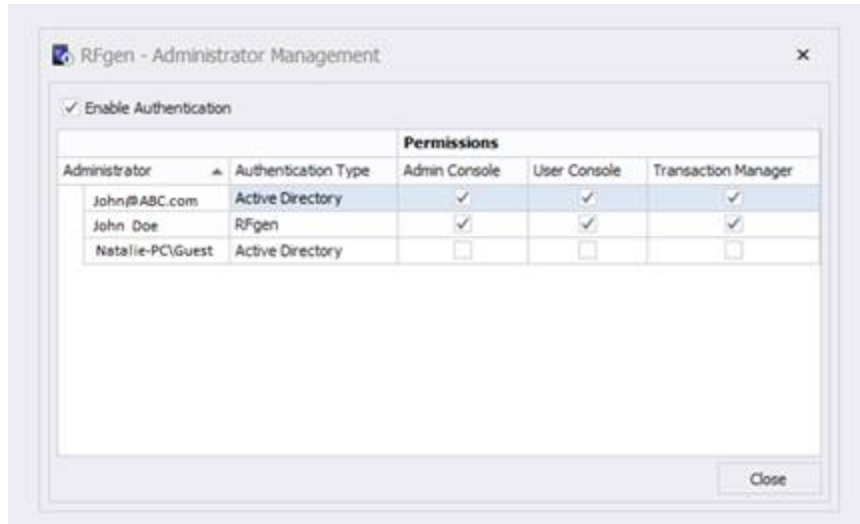 RFgen - Administrator Management
Enable Authentication
Permissions
Administrator Authentication Type Admin Console User Console Transaction Manager
John@ABC.com Active Directory
John Doe RFgen
Natalie-PC\Guest Active Directory
Close